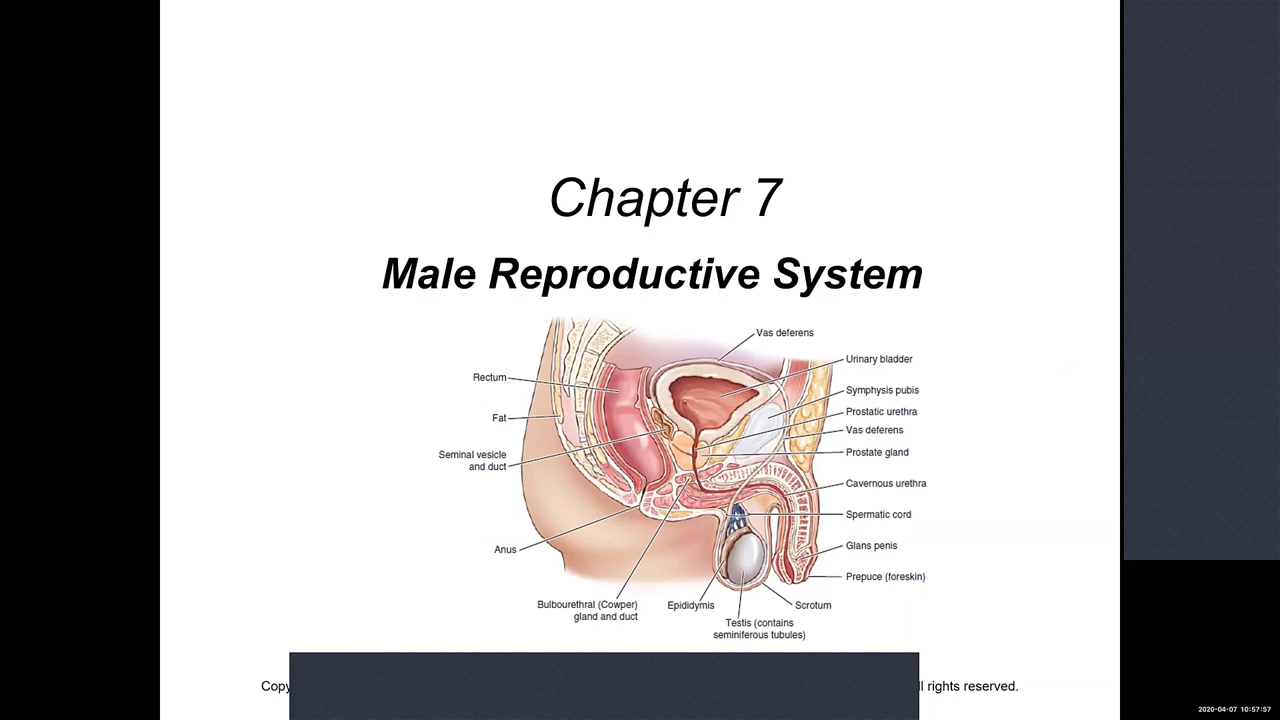 Chapter 7
Male Reproductive System
Vas deferens
Urinary bladder
Rectum
Symphysis pubis
Prostatic urethra
Fat
Vas deferens
Prostate gland
Seminal vesicle
and duct
Cavernous urethra
Spermatic cord
Anus
Glans penis
Prepuce (foreskin)
Bulbourethral (Cowper)
gland and duct
Epididymis
Scrotum
Testis (contains
seminiferous tubules)
rights reserved.
2020-04-07 10:57:57